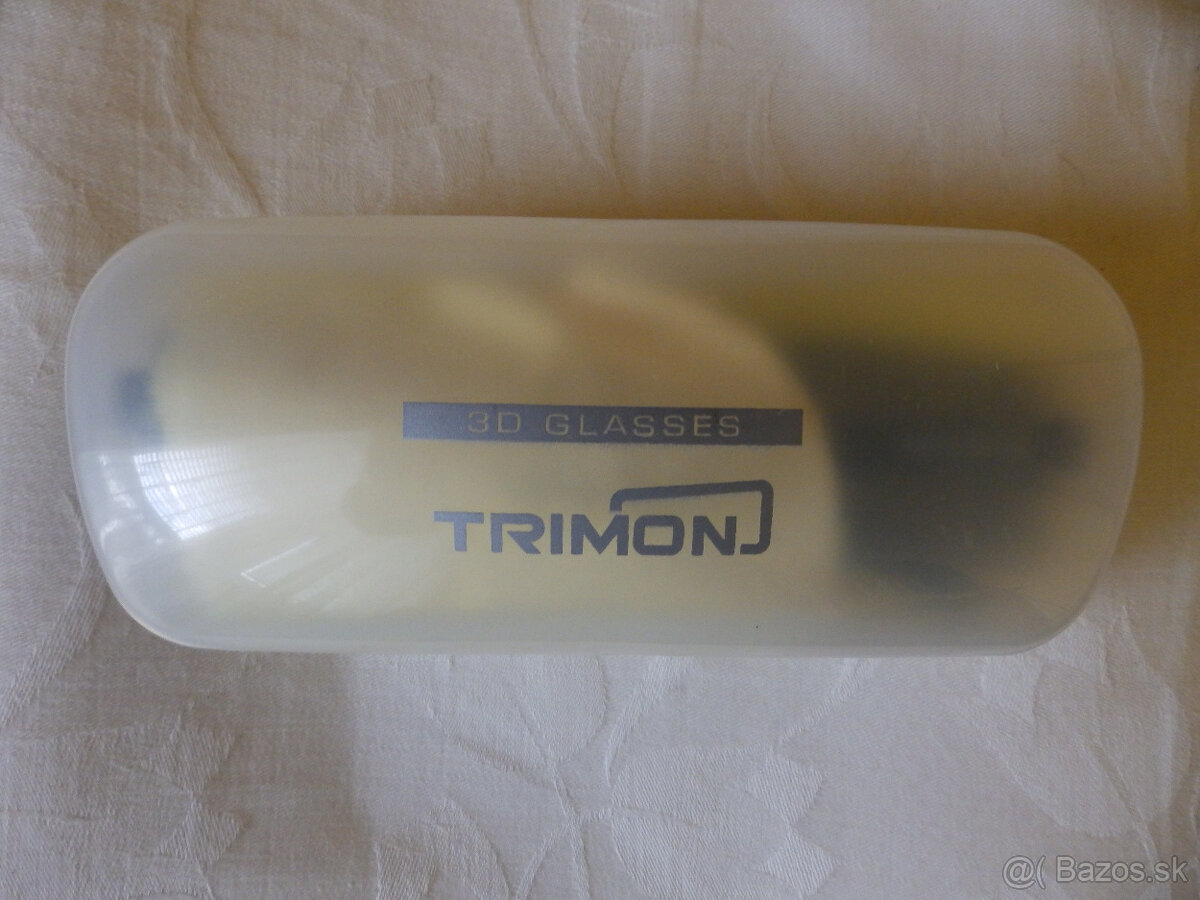 3D GLASSES
TRIMON
@( Bazos.sk